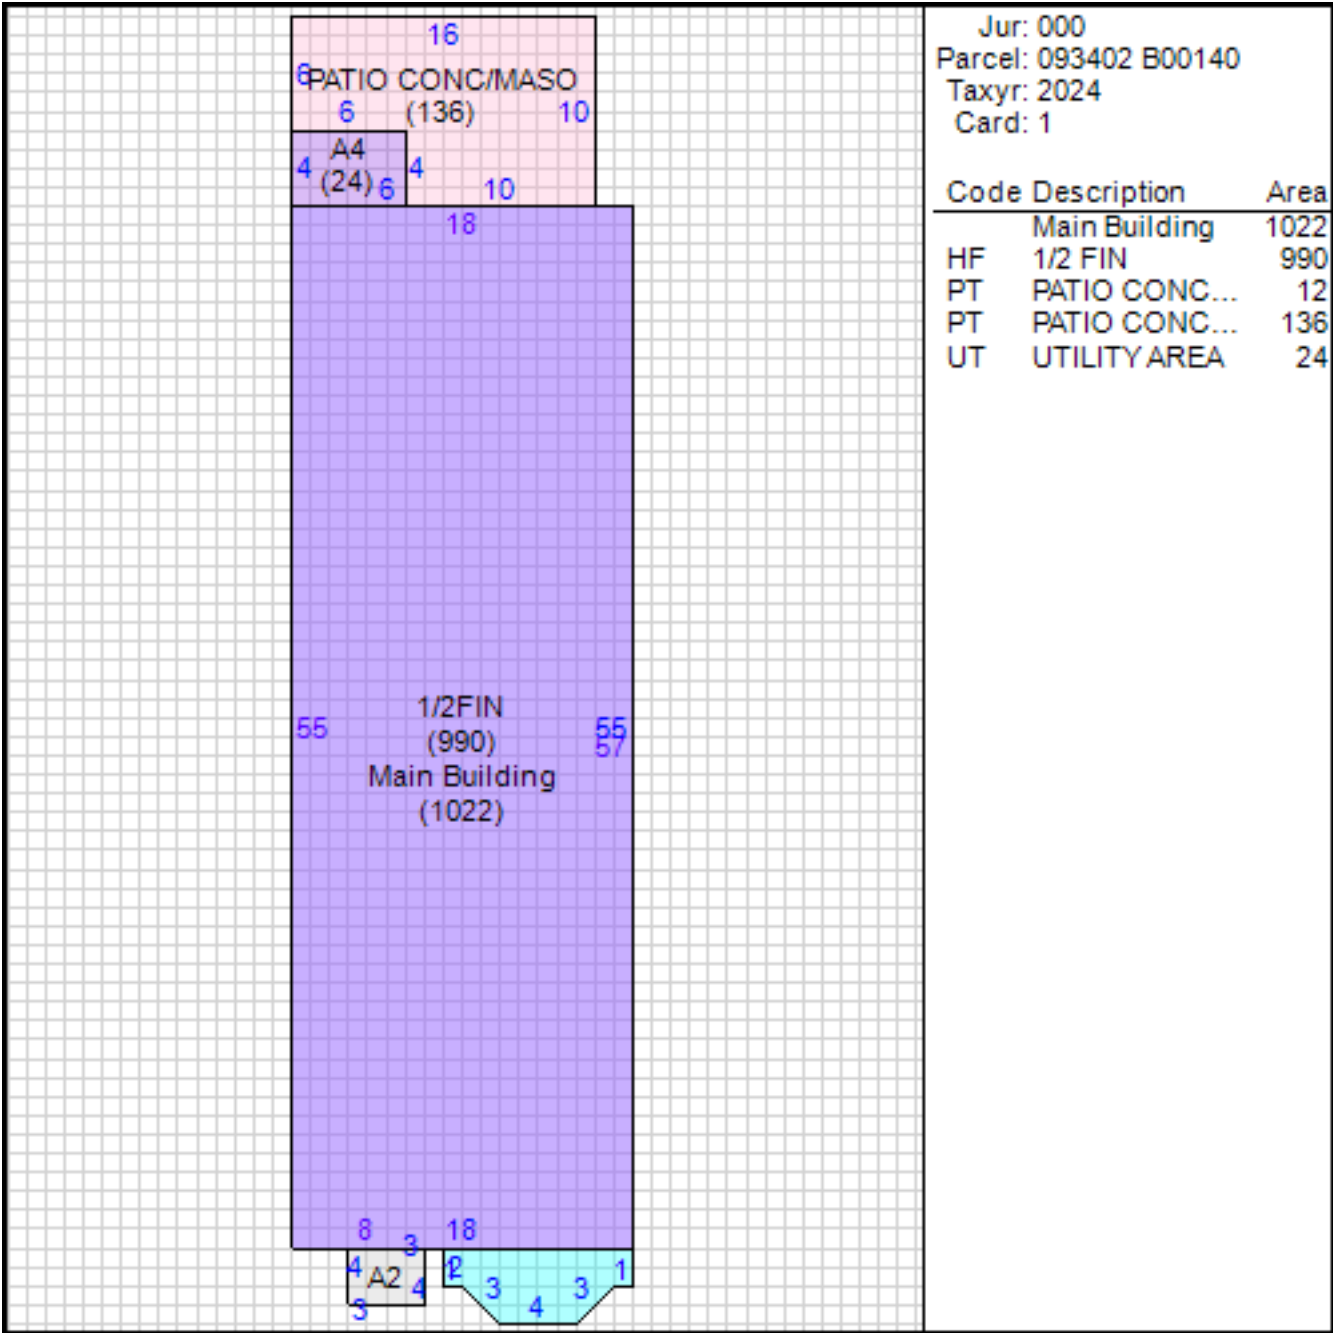 16
6
PATIO CONC/MASO
6
(136)
10
A4
4
(24)
6
4
10
18
1/2FIN
55
55
(990)
57
Main Building
(1022)
8
18
3
4
A2
4
3
2
1
3
3
4
Jur: 000
Parcel: 093402 B00140
Taxyr: 2024
Card: 1
Code Description Area
Main Building 1022
HF 1/2 FIN 990
PT PATIO CONC... 12
PT PATIO CONC... 136
UT UTILITY AREA 24